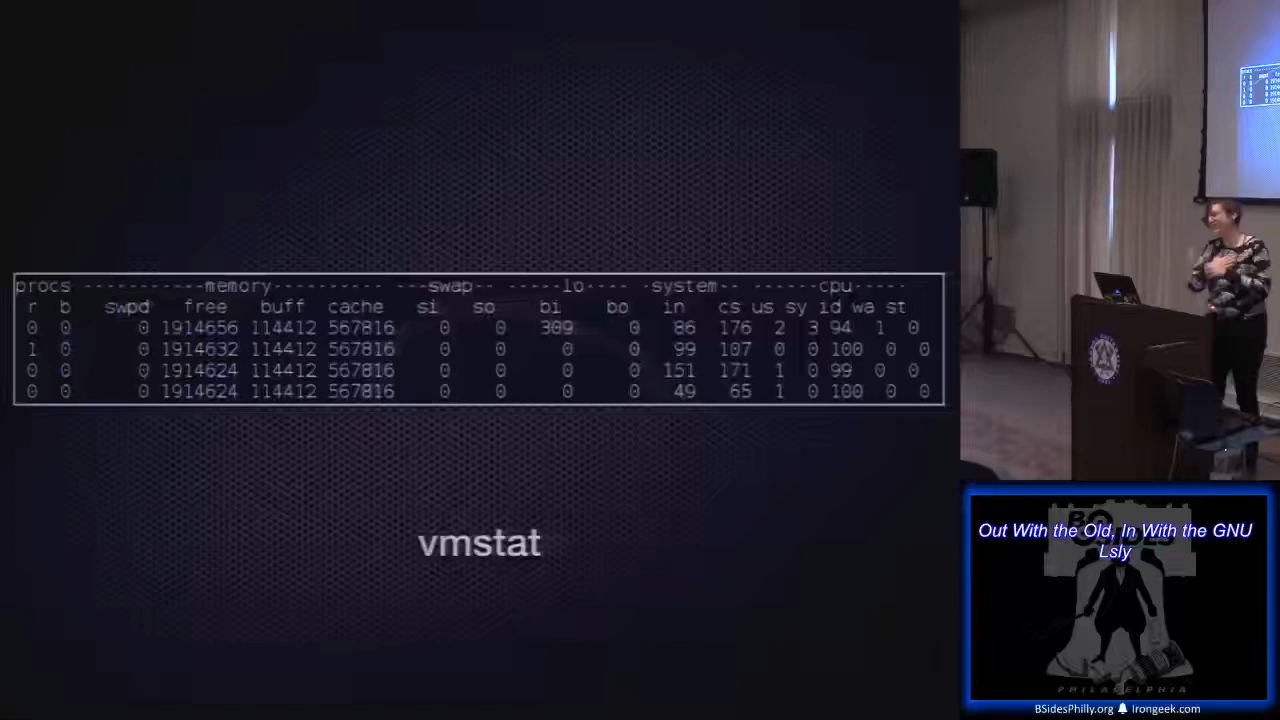 procs -----------memory---------- ---swap-- -----io---- -system-- ------cpu-----
r b swpd free buff cache si so bi bo in cs us sy id wa st
0 0 0 1914656 114412 567816 0 0 309 0 86 176 2 3 94 1 0
1 0 0 1914632 114412 567816 0 0 0 0 99 107 0 0 100 0 0
0 0 0 1914624 114412 567816 0 0 0 0 151 171 1 0 99 0 0
0 0 0 1914624 114412 567816 0 0 0 0 49 65 1 0 100 0 0
vmstat
Out With the Old, In With the GNU
Lsly
PHILADELPHIA
BSidesPhilly.org Irongeek.com